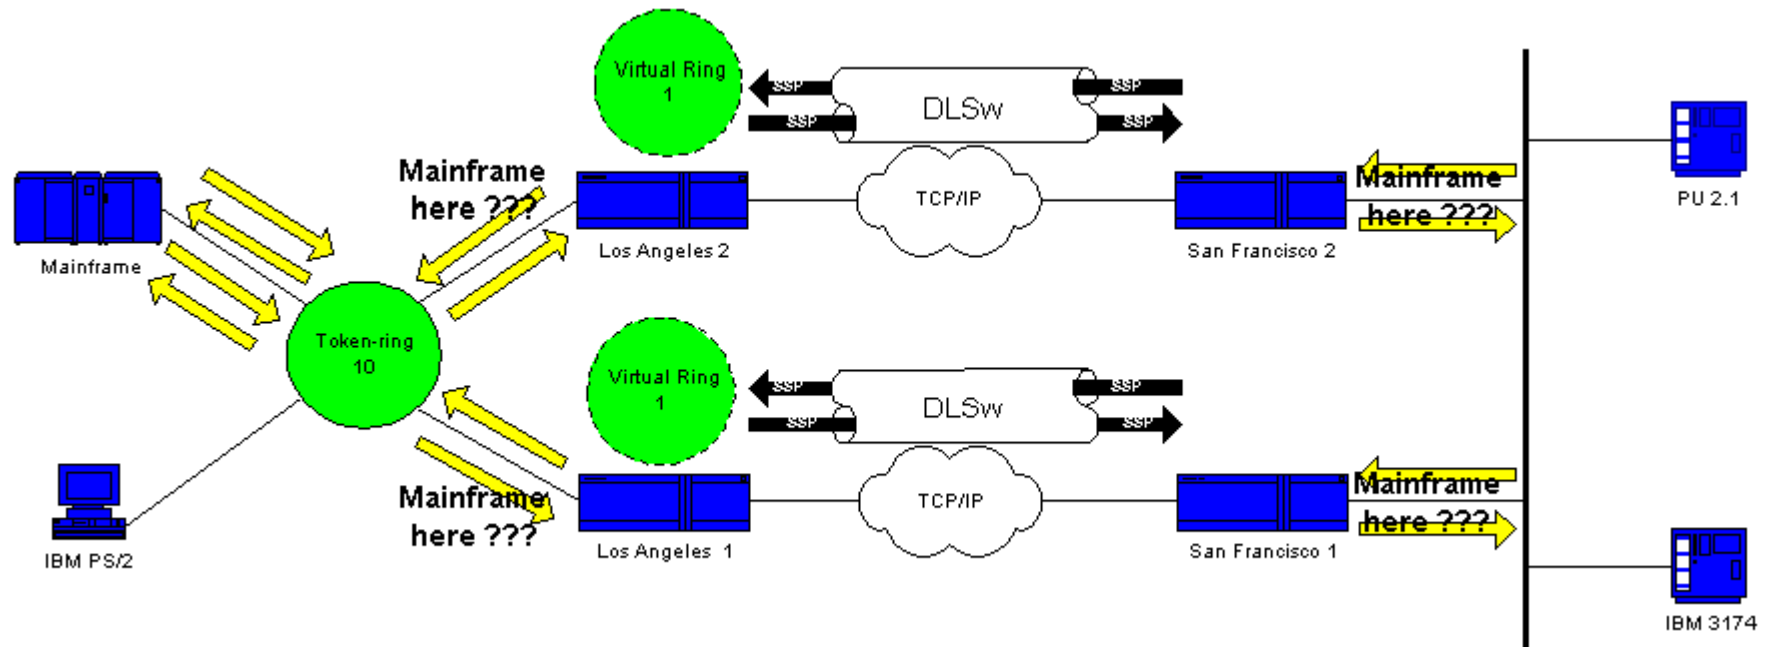 Virtual Ring
1
SSP
SSP
DLSw
SSP
SSP
Mainframe
here ???
TCP/IP
Mainframe
here ???
PU 2.1
Mainframe
Los Angeles 2
San Francisco 2
Token-ring
10
Virtual Ring
1
SSP
SSP
DLSw
SSP
SSP
Mainframe
here ???
TCP/IP
Mainframe
here ???
IBM PS/2
Los Angeles 1
San Francisco 1
IBM 3174